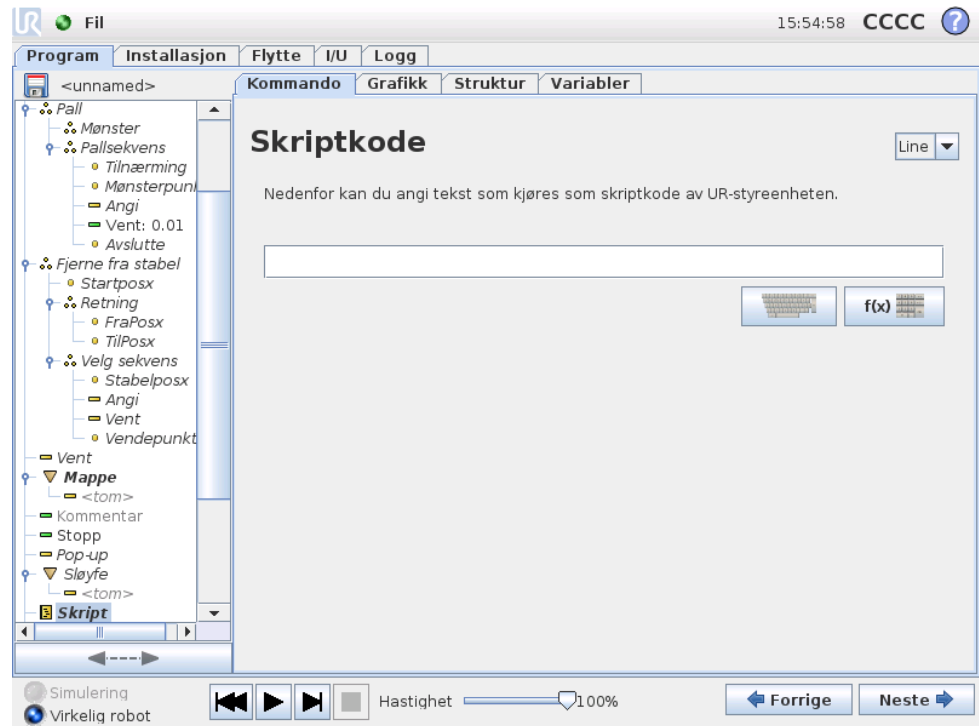 UR Fil 15:54:58 CCCC ?
Program Installasjon Flytte I/U Logg
<unnamed>
Kommando Grafikk Struktur Variabler
Pall
Mønster
Pallsekvens
Tilnærming
Mønsterpunl
Angi
Vent: 0.01
Avslutte
Fjerne fra stabel
Startposx
Retning
FraPosx
TilPosx
Velg sekvens
Stabelposx
Angi
Vent
Vendepunkt
Vent
Mappe
<tom>
Kommentar
Stopp
Pop-up
Sløyfe
<tom>
Skript
Skriptkode
Line
Nedenfor kan du angi tekst som kjøres som skriptkode av UR-styreenheten.
f(x)
Simulering
Virkelig robot
Hastighet 100%
Forrige Neste